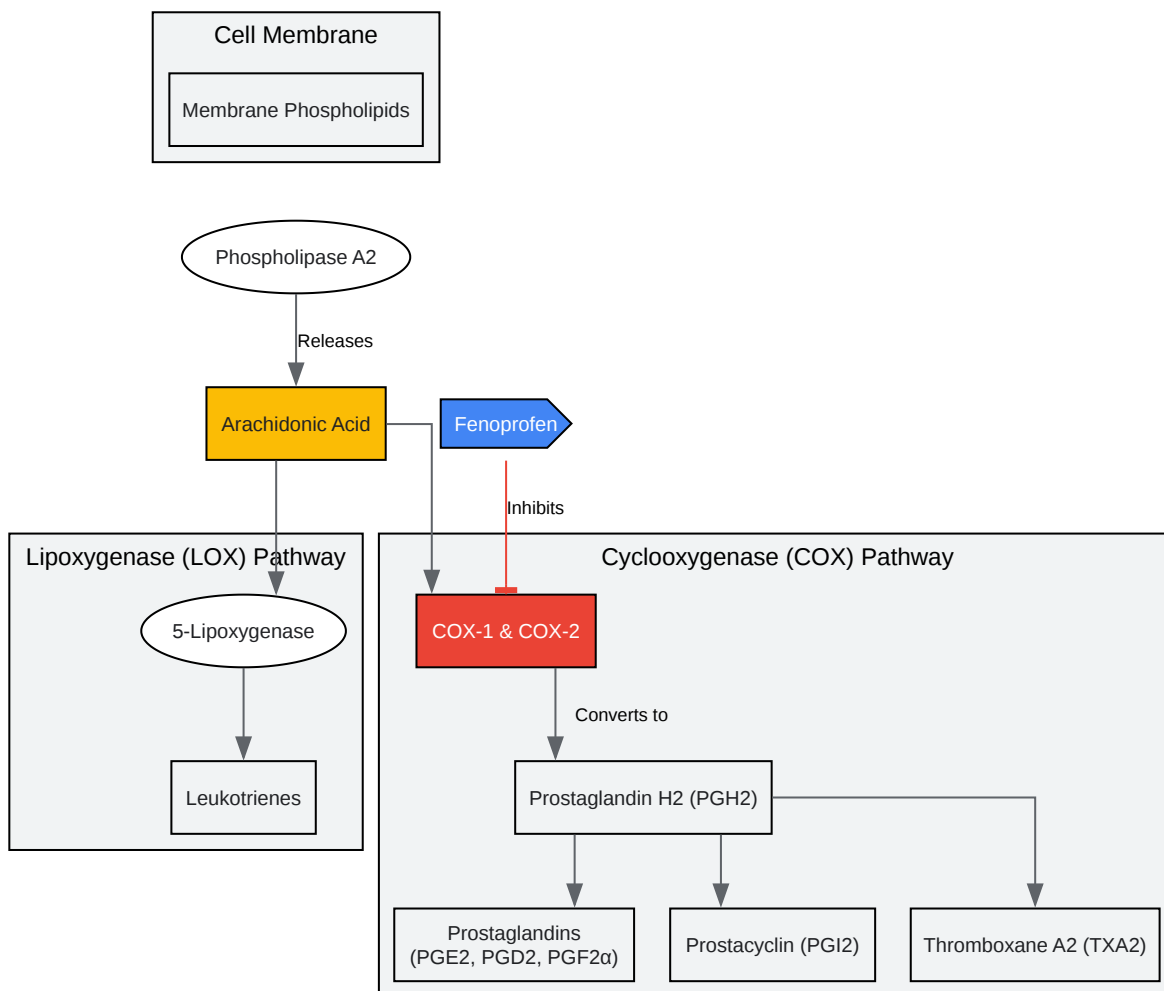 Cell Membrane
Membrane Phospholipids
Phospholipase A2
Releases
Arachidonic Acid
Fenoprofen
Inhibits
Lipoxygenase (LOX) Pathway
Cyclooxygenase (COX) Pathway
5-Lipoxygenase
COX-1 & COX-2
Converts to
Leukotrienes
Prostaglandin H2 (PGH2)
Prostaglandins
(PGE2, PGD2, PGF2α)
Prostacyclin (PGI2)
Thromboxane A2 (TXA2)